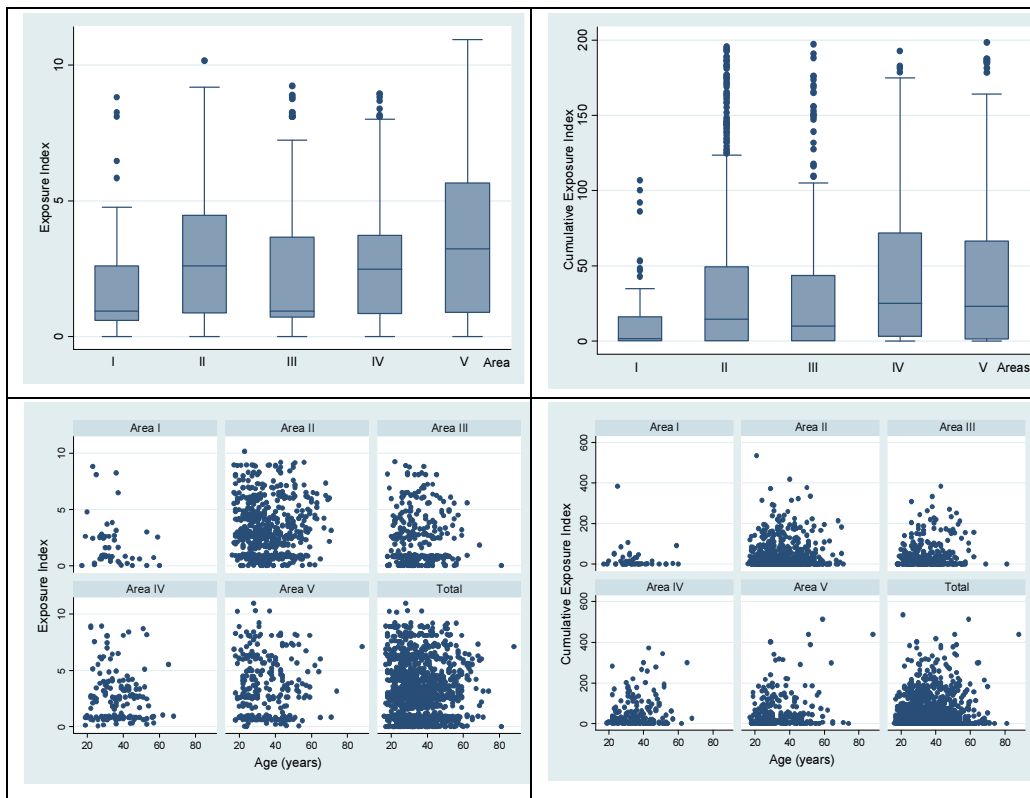 Exposure Index
10
5
0
I II III IV V Area
Cumulative Exposure Index
200
150
100
50
0
I II III IV V Areas
Area I Area II Area III
Area IV Area V Total
Exposure Index
10
5
0
10
5
0
20 40 60 80 20 40 60 80 20 40 60 80
Age (years)
Area I Area II Area III
Area IV Area V Total
Cumulative Exposure Index
600
400
200
0
600
400
200
0
20 40 60 80 20 40 60 80 20 40 60 80
Age (years)